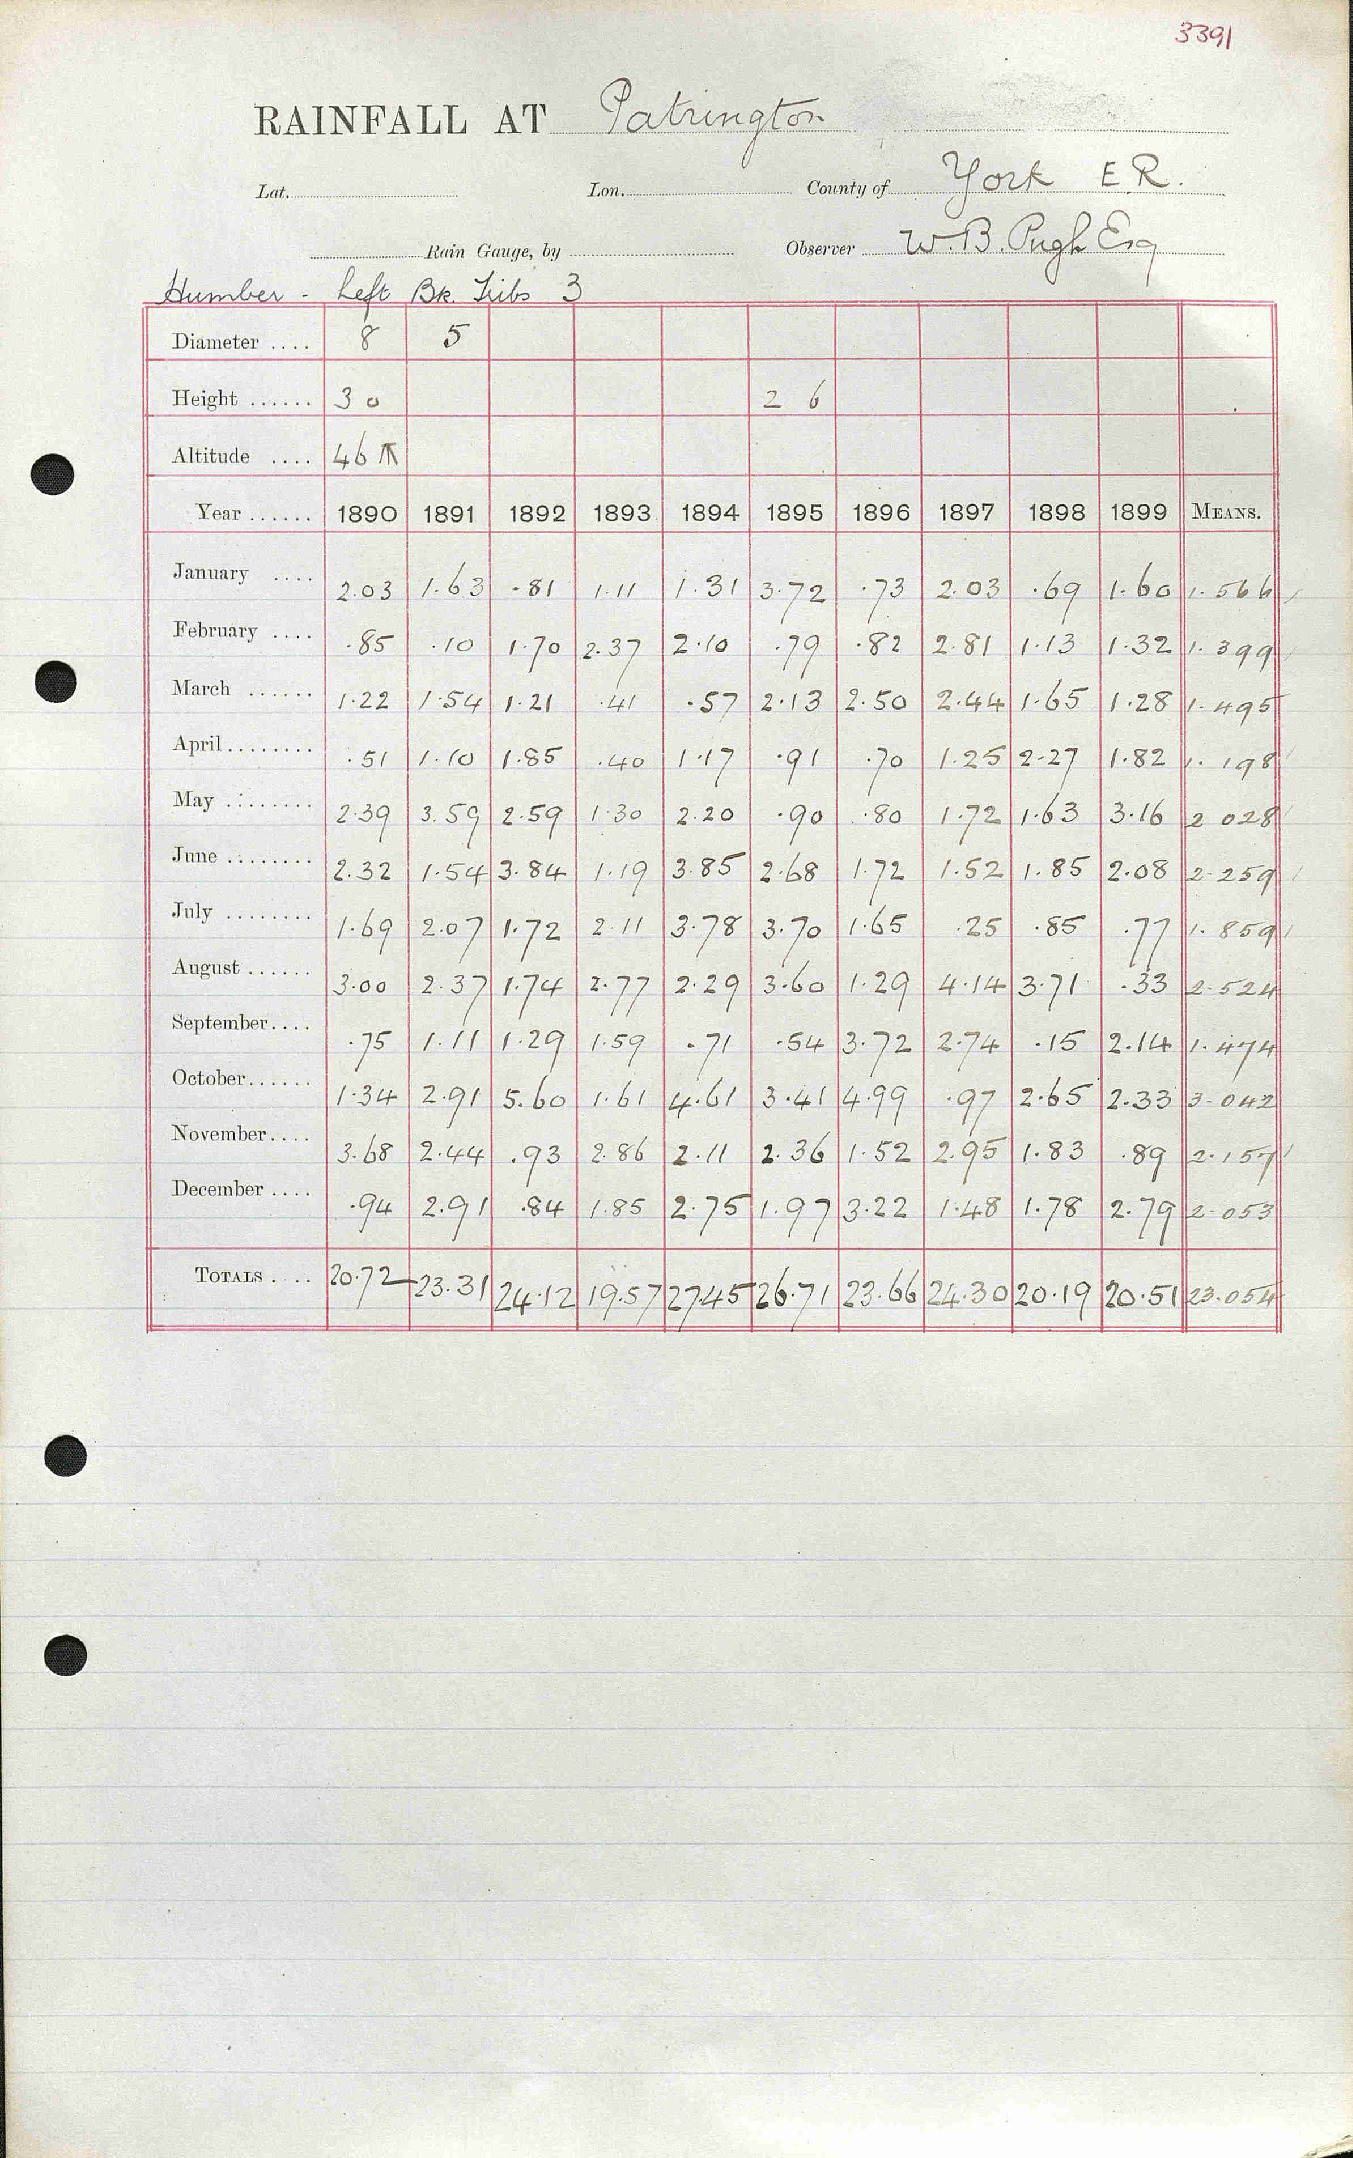 3391
RAINFALL AT Patrington
Lat. Lon. County of York E.R.
Rain Gauge, by Observer W. B. Pugh Esq
Humber - Left Bk. Tribs 3
Diameter .... 8 5
Height ...... 3 0 2 6
Altitude .... 46
Year ...... 1890 1891 1892 1893 1894 1895 1896 1897 1898 1899 MEANS.
January .... 2.03 1.63 .81 1.11 1.31 3.72 .73 2.03 .69 1.60 1.566
February .... .85 .10 1.70 2.37 2.10 .79 .82 2.81 1.13 1.32 1.399
March ...... 1.22 1.54 1.21 .41 .57 2.13 2.50 2.44 1.65 1.28 1.495
April ........ .51 1.10 1.85 .40 1.17 .91 .70 1.25 2.27 1.82 1.198
May ........ 2.39 3.59 2.59 1.30 2.20 .90 .80 1.72 1.63 3.16 2 028
June ........ 2.32 1.54 3.84 1.19 3.85 2.68 1.72 1.52 1.85 2.08 2.259
July ........ 1.69 2.07 1.72 2.11 3.78 3.70 1.65 .25 .85 .77 1.859
August ...... 3.00 2.37 1.74 2.77 2.29 3.60 1.29 4.14 3.71 .33 2.524
September .... .75 1.11 1.29 1.59 .71 .54 3.72 2.74 .15 2.14 1.474
October ...... 1.34 2.91 5.60 1.61 4.61 3.41 4.99 .97 2.65 2.33 3.042
November .... 3.68 2.44 .93 2.86 2.11 2.36 1.52 2.95 1.83 .89 2.157
December .... .94 2.91 .84 1.85 2.75 1.97 3.22 1.48 1.78 2.79 2.053
TOTALS .... 20.72 23.31 24.12 19.57 27.45 26.71 23.66 24.30 20.19 20.51 23.054